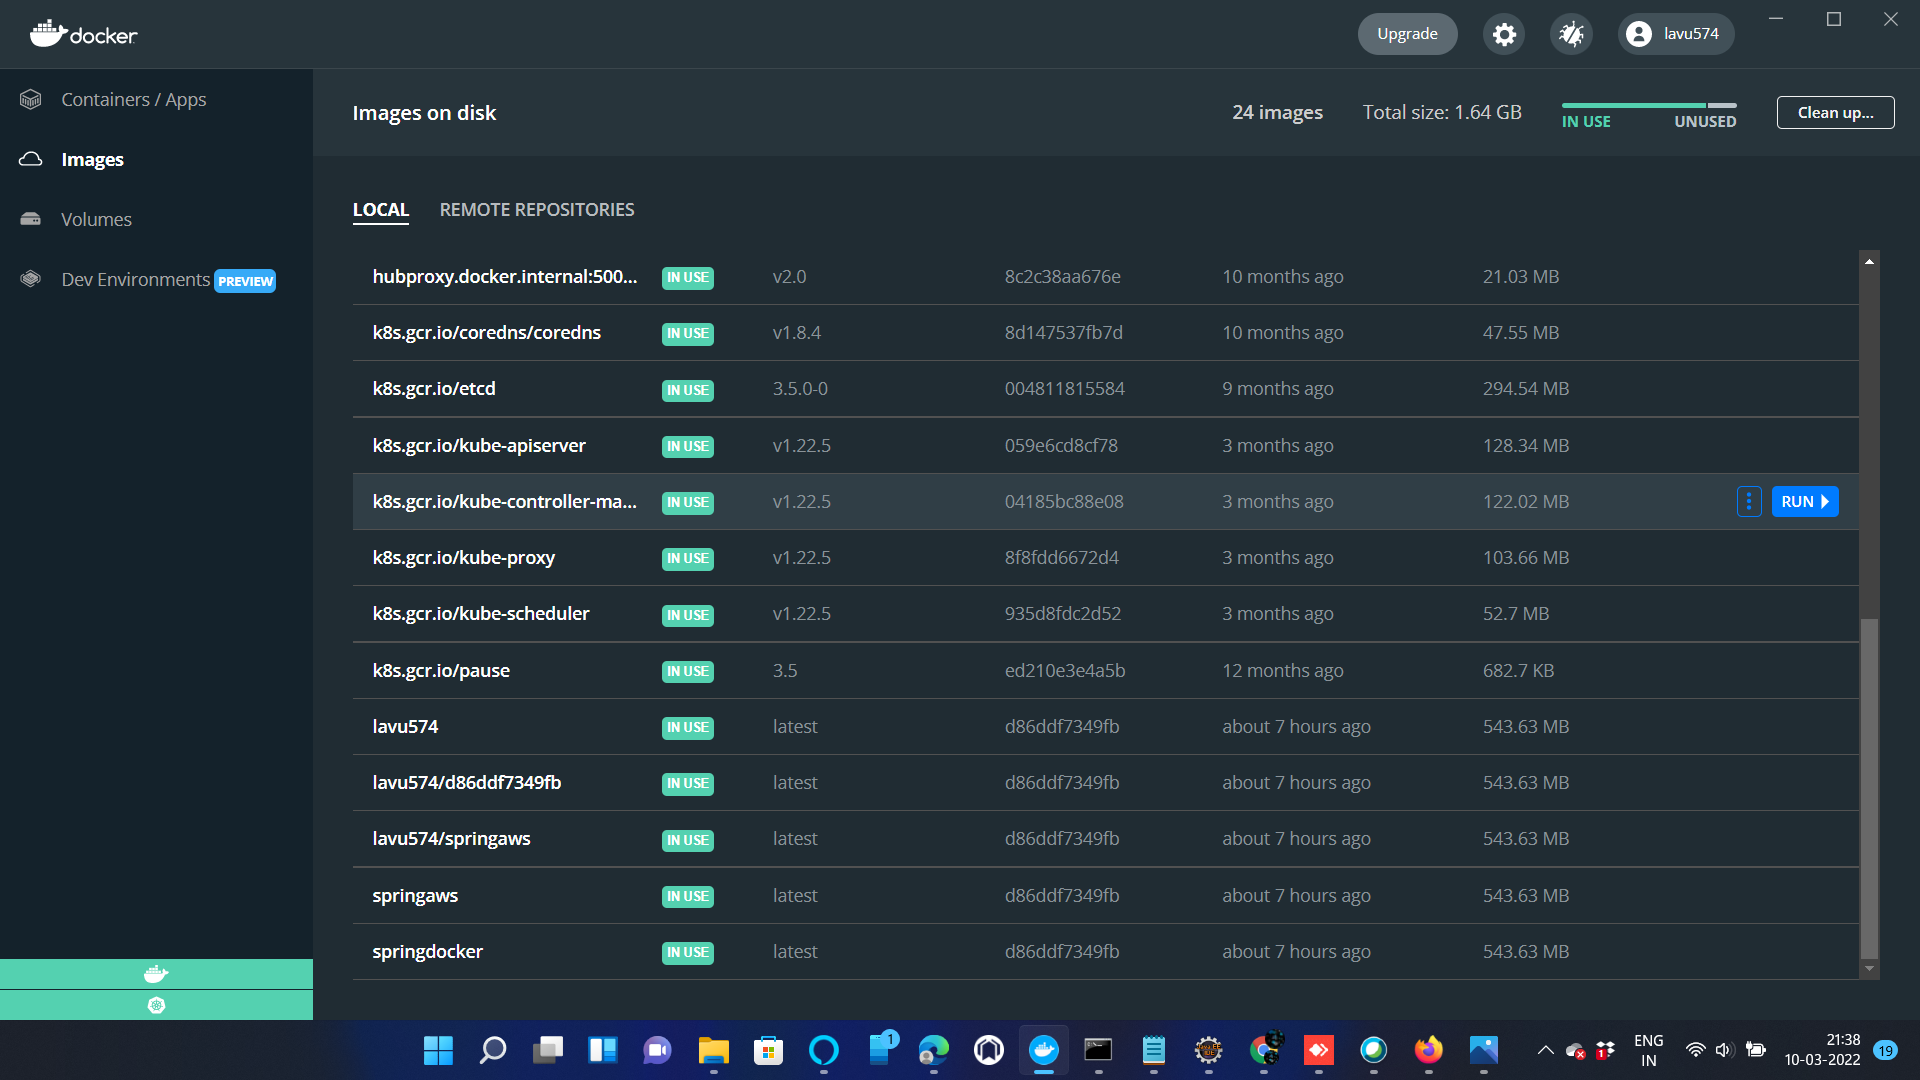 docker
Upgrade
lavu574
Containers / Apps
Images
Volumes
Dev Environments PREVIEW
Images on disk
24 images
Total size: 1.64 GB
IN USE
UNUSED
Clean up...
LOCAL
REMOTE REPOSITORIES
hubproxy.docker.internal:500... IN USE v2.0 8c2c38aa676e 10 months ago 21.03 MB
k8s.gcr.io/coredns/coredns IN USE v1.8.4 8d147537fb7d 10 months ago 47.55 MB
k8s.gcr.io/etcd IN USE 3.5.0-0 004811815584 9 months ago 294.54 MB
k8s.gcr.io/kube-apiserver IN USE v1.22.5 059e6cd8cf78 3 months ago 128.34 MB
k8s.gcr.io/kube-controller-ma... IN USE v1.22.5 04185bc88e08 3 months ago 122.02 MB RUN
k8s.gcr.io/kube-proxy IN USE v1.22.5 8f8fdd6672d4 3 months ago 103.66 MB
k8s.gcr.io/kube-scheduler IN USE v1.22.5 935d8fdc2d52 3 months ago 52.7 MB
k8s.gcr.io/pause IN USE 3.5 ed210e3e4a5b 12 months ago 682.7 KB
lavu574 IN USE latest d86ddf7349fb about 7 hours ago 543.63 MB
lavu574/d86ddf7349fb IN USE latest d86ddf7349fb about 7 hours ago 543.63 MB
lavu574/springaws IN USE latest d86ddf7349fb about 7 hours ago 543.63 MB
springaws IN USE latest d86ddf7349fb about 7 hours ago 543.63 MB
springdocker IN USE latest d86ddf7349fb about 7 hours ago 543.63 MB
1
1
ENG
IN
21:38
10-03-2022
19